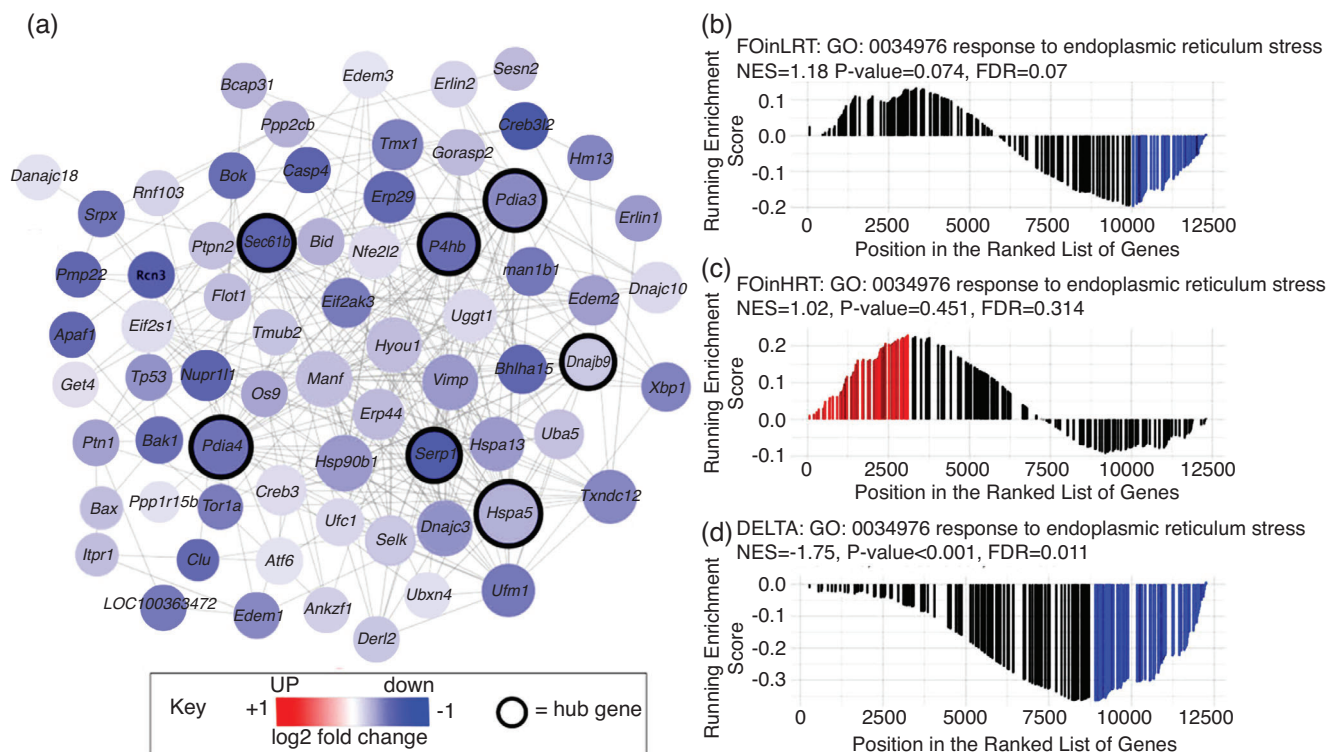 (a)
Bcap31
Edem3
Erlin2
Sesn2
Ppp2cb
Creb3l2
Tmx1
Gorasp2
Hm13
Danajc18
Rnf103
Bok
Casp4
Erp29
Pdia3
Srpx
Erlin1
Ptpn2
Sec61b
Bid
Nfe2l2
P4hb
Pmp22
Rcn3
man1b1
Dnajc10
Flot1
Eif2ak3
Edem2
Eif2s1
Tmub2
Uggt1
Apaf1
Hyou1
Dnajb9
Get4
Tp53
Nupr1l1
Os9
Manf
Vimp
Bhlha15
Xbp1
Erp44
Ptn1
Bak1
Pdia4
Hsp90b1
Serp1
Hspa13
Uba5
Bax
Ppp1r15b
Tor1a
Creb3
Ufc1
Hspa5
Txndc12
Itpr1
Clu
Atf6
Selk
Dnajc3
LOC100363472
Edem1
Ankzf1
Ubxn4
Ufm1
Derl2
Key
UP
down
+1
-1
log2 fold change
= hub gene
(b)
FOinLRT: GO: 0034976 response to endoplasmic reticulum stress
NES=1.18 P-value=0.074, FDR=0.07
Running Enrichment
Score
0.1
0.0
-0.1
-0.2
0 2500 5000 7500 10000 12500
Position in the Ranked List of Genes
(c)
FOinHRT: GO: 0034976 response to endoplasmic reticulum stress
NES=1.02, P-value=0.451, FDR=0.314
Running Enrichment
Score
0.2
0.1
0.0
-0.1
0 2500 5000 7500 10000 12500
Position in the Ranked List of Genes
(d)
DELTA: GO: 0034976 response to endoplasmic reticulum stress
NES=-1.75, P-value<0.001, FDR=0.011
Running Enrichment
Score
0.0
-0.1
-0.2
-0.3
0 2500 5000 7500 10000 12500
Position in the Ranked List of Genes